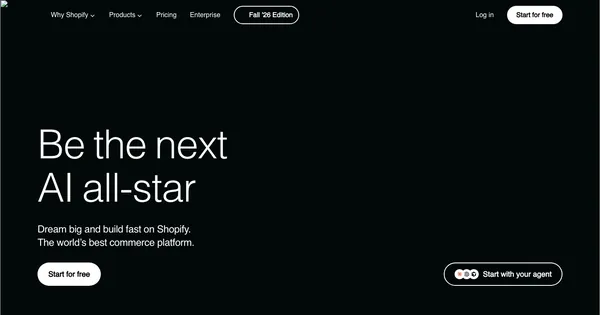 Why Shopify
Products
Pricing
Enterprise
Fall '26 Edition
Log in
Start for free
Be the next
AI all-star
Dream big and build fast on Shopify.
The world's best commerce platform.
Start for free
Start with your agent